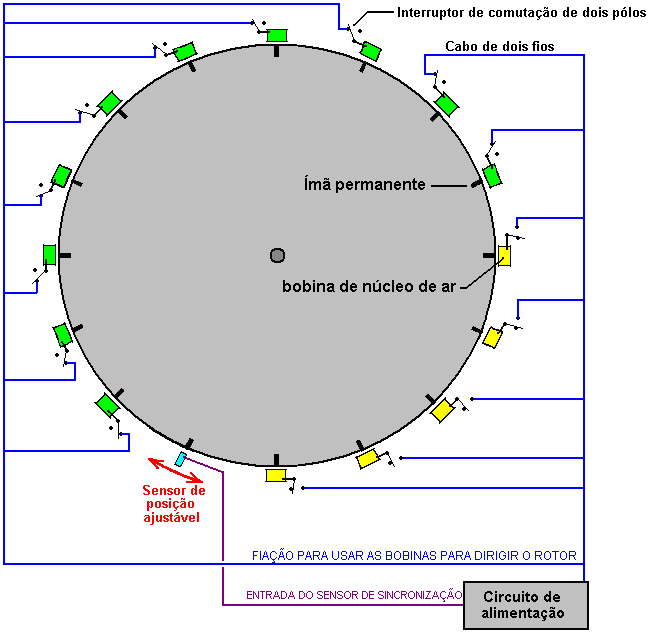 Interruptor de comutação de dois pólos
Cabo de dois fios
Ímã permanente
bobina de núcleo de ar
Sensor de
posição
ajustável
FIAÇÃO PARA USAR AS BOBINAS PARA DIRIGIR O ROTOR
ENTRADA DO SENSOR DE SINCRONIZAÇÃO
Circuito de
alimentação